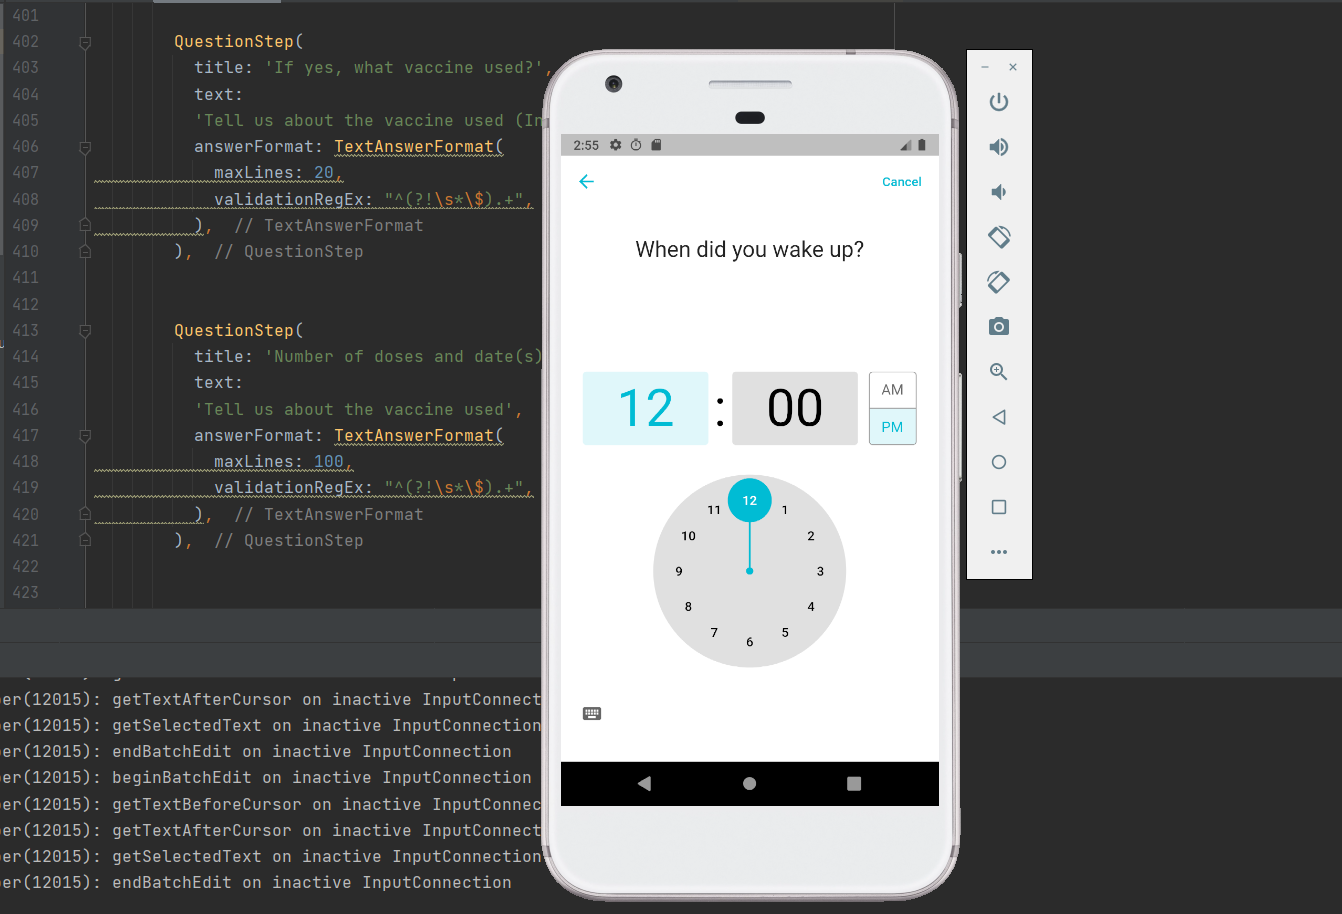 401
402 QuestionStep(
403 title: 'If yes, what vaccine used?',
404 text:
405 'Tell us about the vaccine used (In
406 answerFormat: TextAnswerFormat(
407 maxLines: 20,
408 validationRegEx: "^(?!\s*\$).+",
409 ), // TextAnswerFormat
410 ), // QuestionStep
411
412
413 QuestionStep(
414 title: 'Number of doses and date(s)
415 text:
416 'Tell us about the vaccine used',
417 answerFormat: TextAnswerFormat(
418 maxLines: 100,
419 validationRegEx: "^(?!\s*\$).+",
420 ), // TextAnswerFormat
421 ), // QuestionStep
422
423
er(12015): getTextAfterCursor on inactive InputConnect
er(12015): getSelectedText on inactive InputConnection
er(12015): endBatchEdit on inactive InputConnection
er(12015): beginBatchEdit on inactive InputConnection
er(12015): getTextBeforeCursor on inactive InputConnec
er(12015): getTextAfterCursor on inactive InputConnect
er(12015): getSelectedText on inactive InputConnection
er(12015): endBatchEdit on inactive InputConnection
2:55
Cancel
When did you wake up?
12 : 00
AM
PM
12
11 1
10 2
9 3
8 4
7 5
6